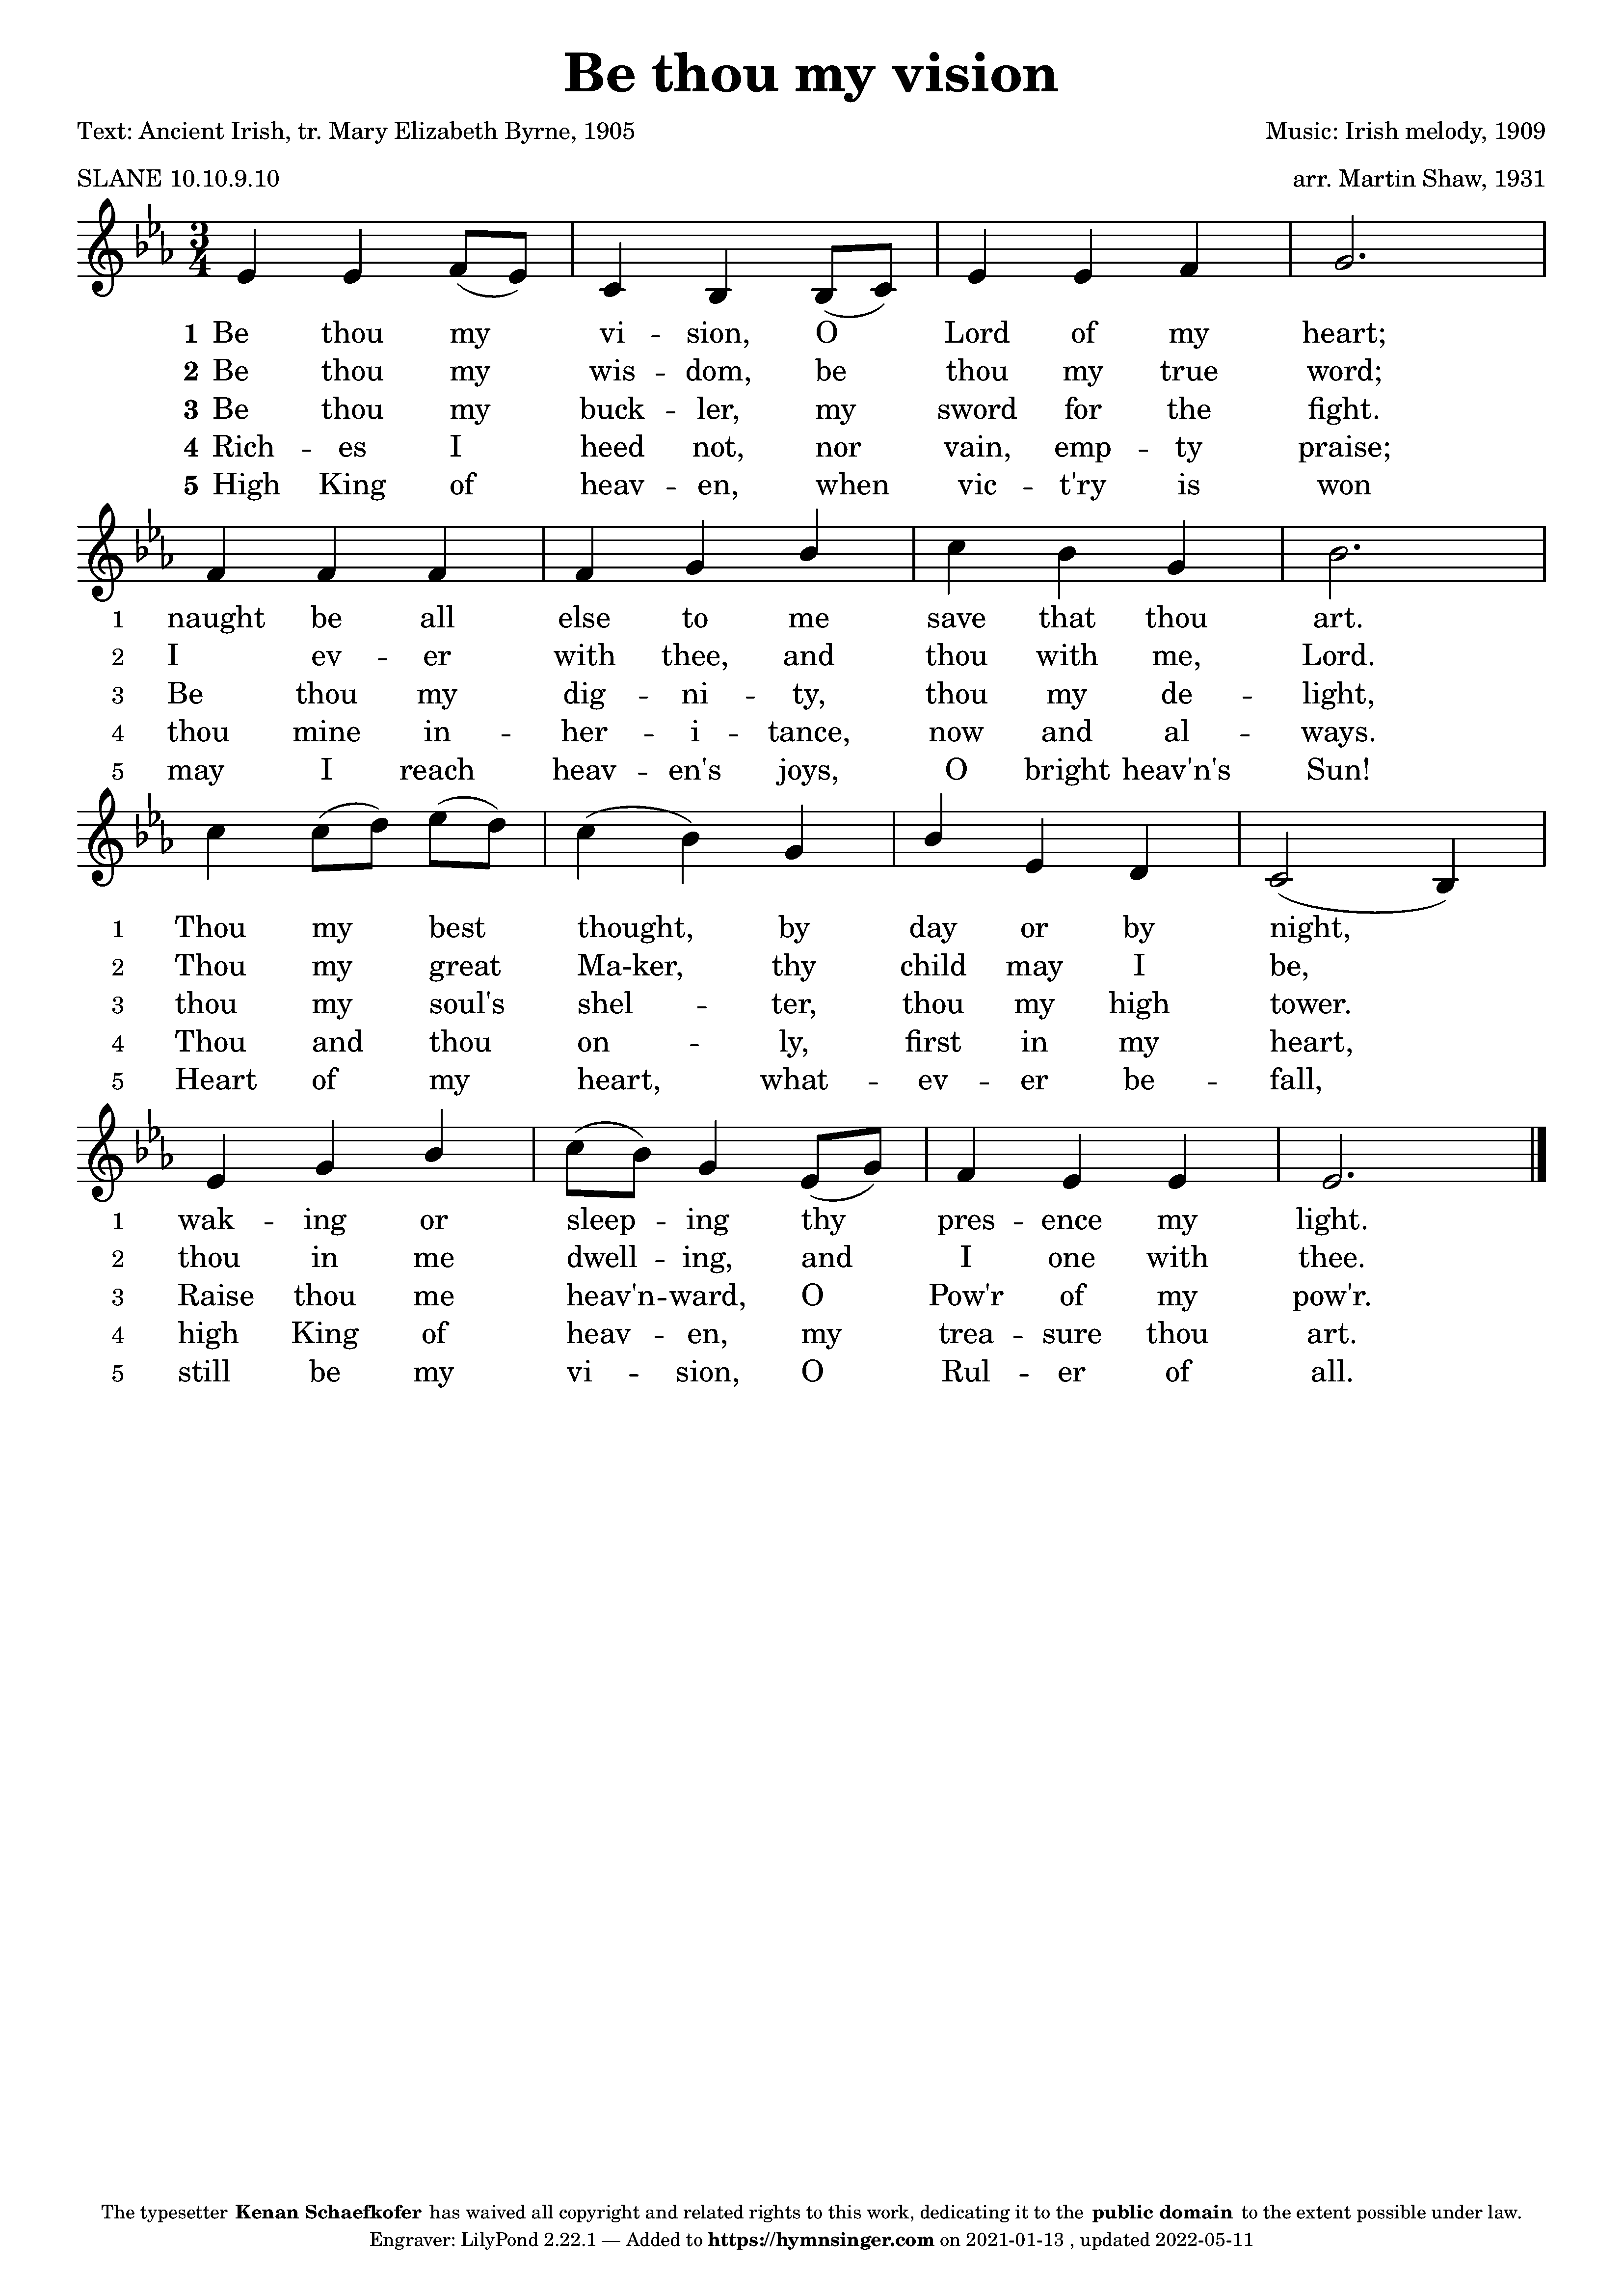 Be thou my vision
Text: Ancient Irish, tr. Mary Elizabeth Byrne, 1905
Music: Irish melody, 1909
SLANE 10.10.9.10
arr. Martin Shaw, 1931
3
4
1 Be thou my vi -- sion, O Lord of my heart;
2 Be thou my wis -- dom, be thou my true word;
3 Be thou my buck -- ler, my sword for the fight.
4 Rich -- es I heed not, nor vain, emp -- ty praise;
5 High King of heav -- en, when vic -- t'ry is won
1 naught be all else to me save that thou art.
2 I ev -- er with thee, and thou with me, Lord.
3 Be thou my dig -- ni -- ty, thou my de -- light,
4 thou mine in -- her -- i -- tance, now and al -- ways.
5 may I reach heav -- en's joys, O bright heav'n's Sun!
1 Thou my best thought, by day or by night,
2 Thou my great Ma-ker, thy child may I be,
3 thou my soul's shel -- ter, thou my high tower.
4 Thou and thou on -- ly, first in my heart,
5 Heart of my heart, what -- ev -- er be -- fall,
1 wak -- ing or sleep -- ing thy pres -- ence my light.
2 thou in me dwell -- ing, and I one with thee.
3 Raise thou me heav'n -- ward, O Pow'r of my pow'r.
4 high King of heav -- en, my trea -- sure thou art.
5 still be my vi -- sion, O Rul -- er of all.
The typesetter Kenan Schaefkofer has waived all copyright and related rights to this work, dedicating it to the public domain to the extent possible under law.
Engraver: LilyPond 2.22.1 — Added to https://hymnsinger.com on 2021-01-13 , updated 2022-05-11